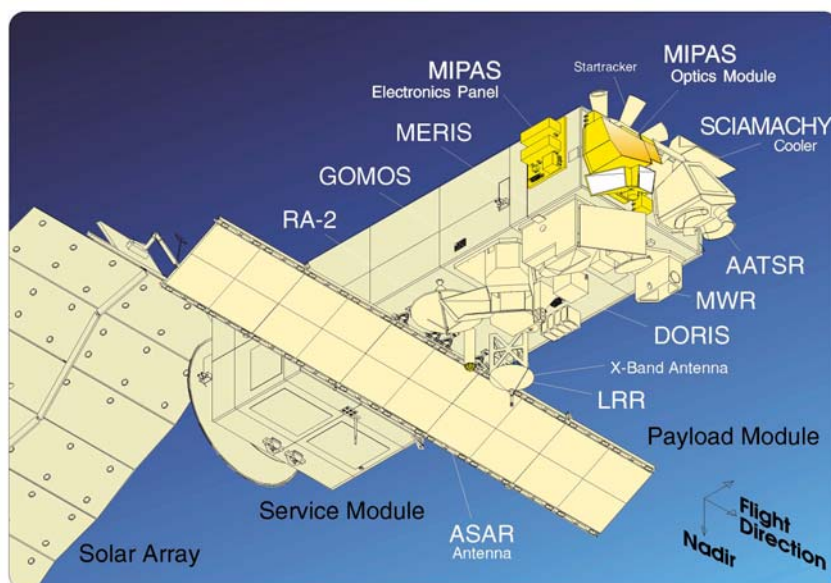 MIPAS
Electronics Panel
Startracker
MIPAS
Optics Module
MERIS
SCIAMACHY
Cooler
GOMOS
RA-2
AATSR
MWR
DORIS
X-Band Antenna
LRR
Payload Module
Service Module
ASAR
Antenna
Solar Array
Flight
Direction
Nadir